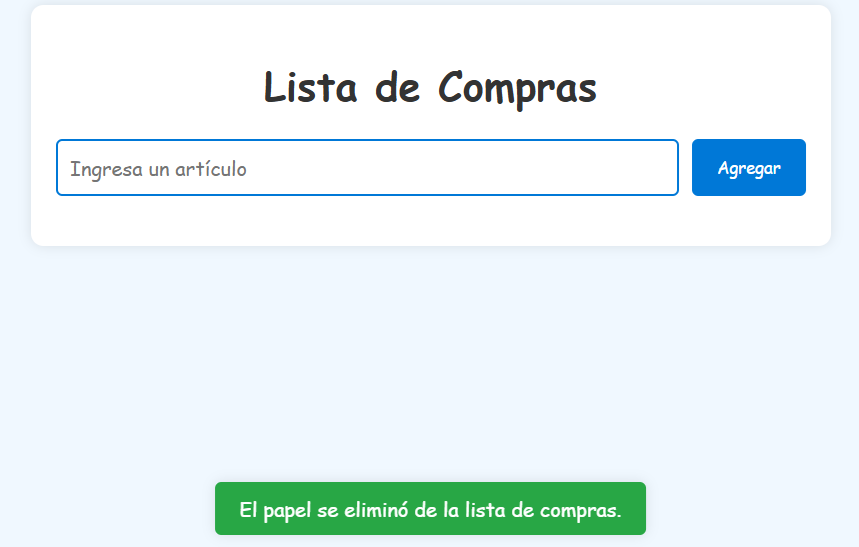 Lista de Compras
Ingresa un artículo
Agregar
El papel se eliminó de la lista de compras.